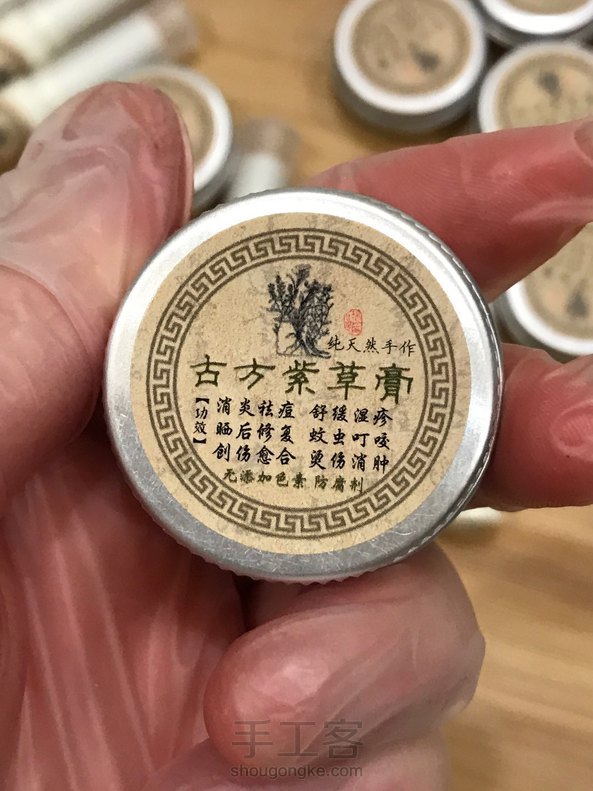 纯天然手作
古方紫草膏
【功效】
消炎祛痘 舒缓湿疹
晒后修复 蚊虫叮咬
创伤愈合 烫伤消肿
无添加色素防腐剂
手工客
shougongke.com